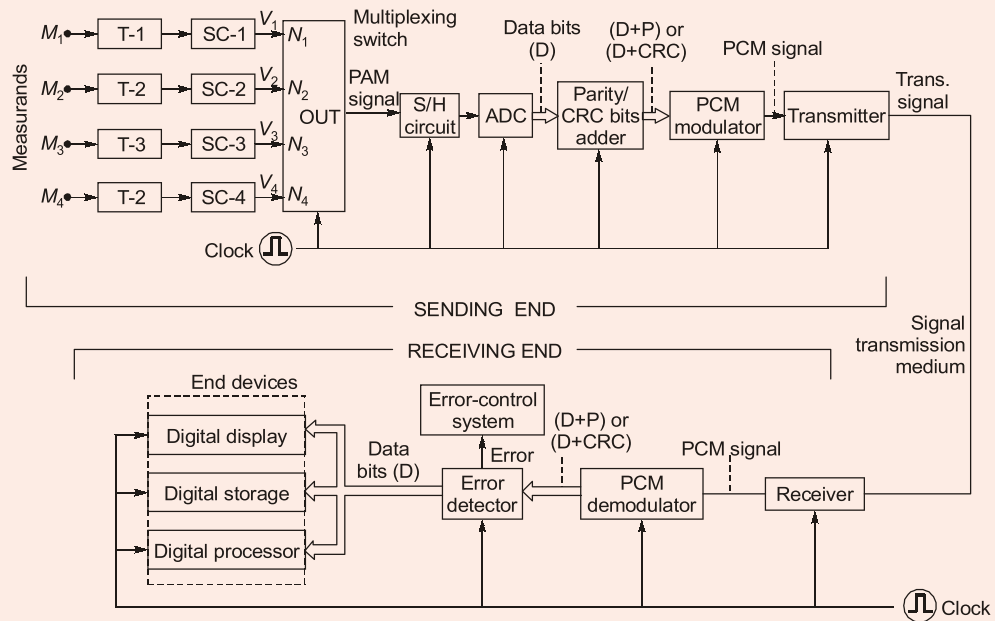 Measurands
M1
T-1
SC-1
V1
N1
M2
T-2
SC-2
V2
N2
M3
T-3
SC-3
V3
N3
M4
T-2
SC-4
V4
N4
OUT
Multiplexing
switch
PAM
signal
S/H
circuit
ADC
Data bits
(D)
Parity/
CRC bits
adder
(D+P) or
(D+CRC)
PCM
modulator
PCM signal
Transmitter
Trans.
signal
Clock
SENDING END
Signal
transmission
medium
RECEIVING END
End devices
Digital display
Digital storage
Digital processor
Data
bits (D)
Error-control
system
Error
Error
detector
(D+P) or
(D+CRC)
PCM
demodulator
PCM signal
Receiver
Clock